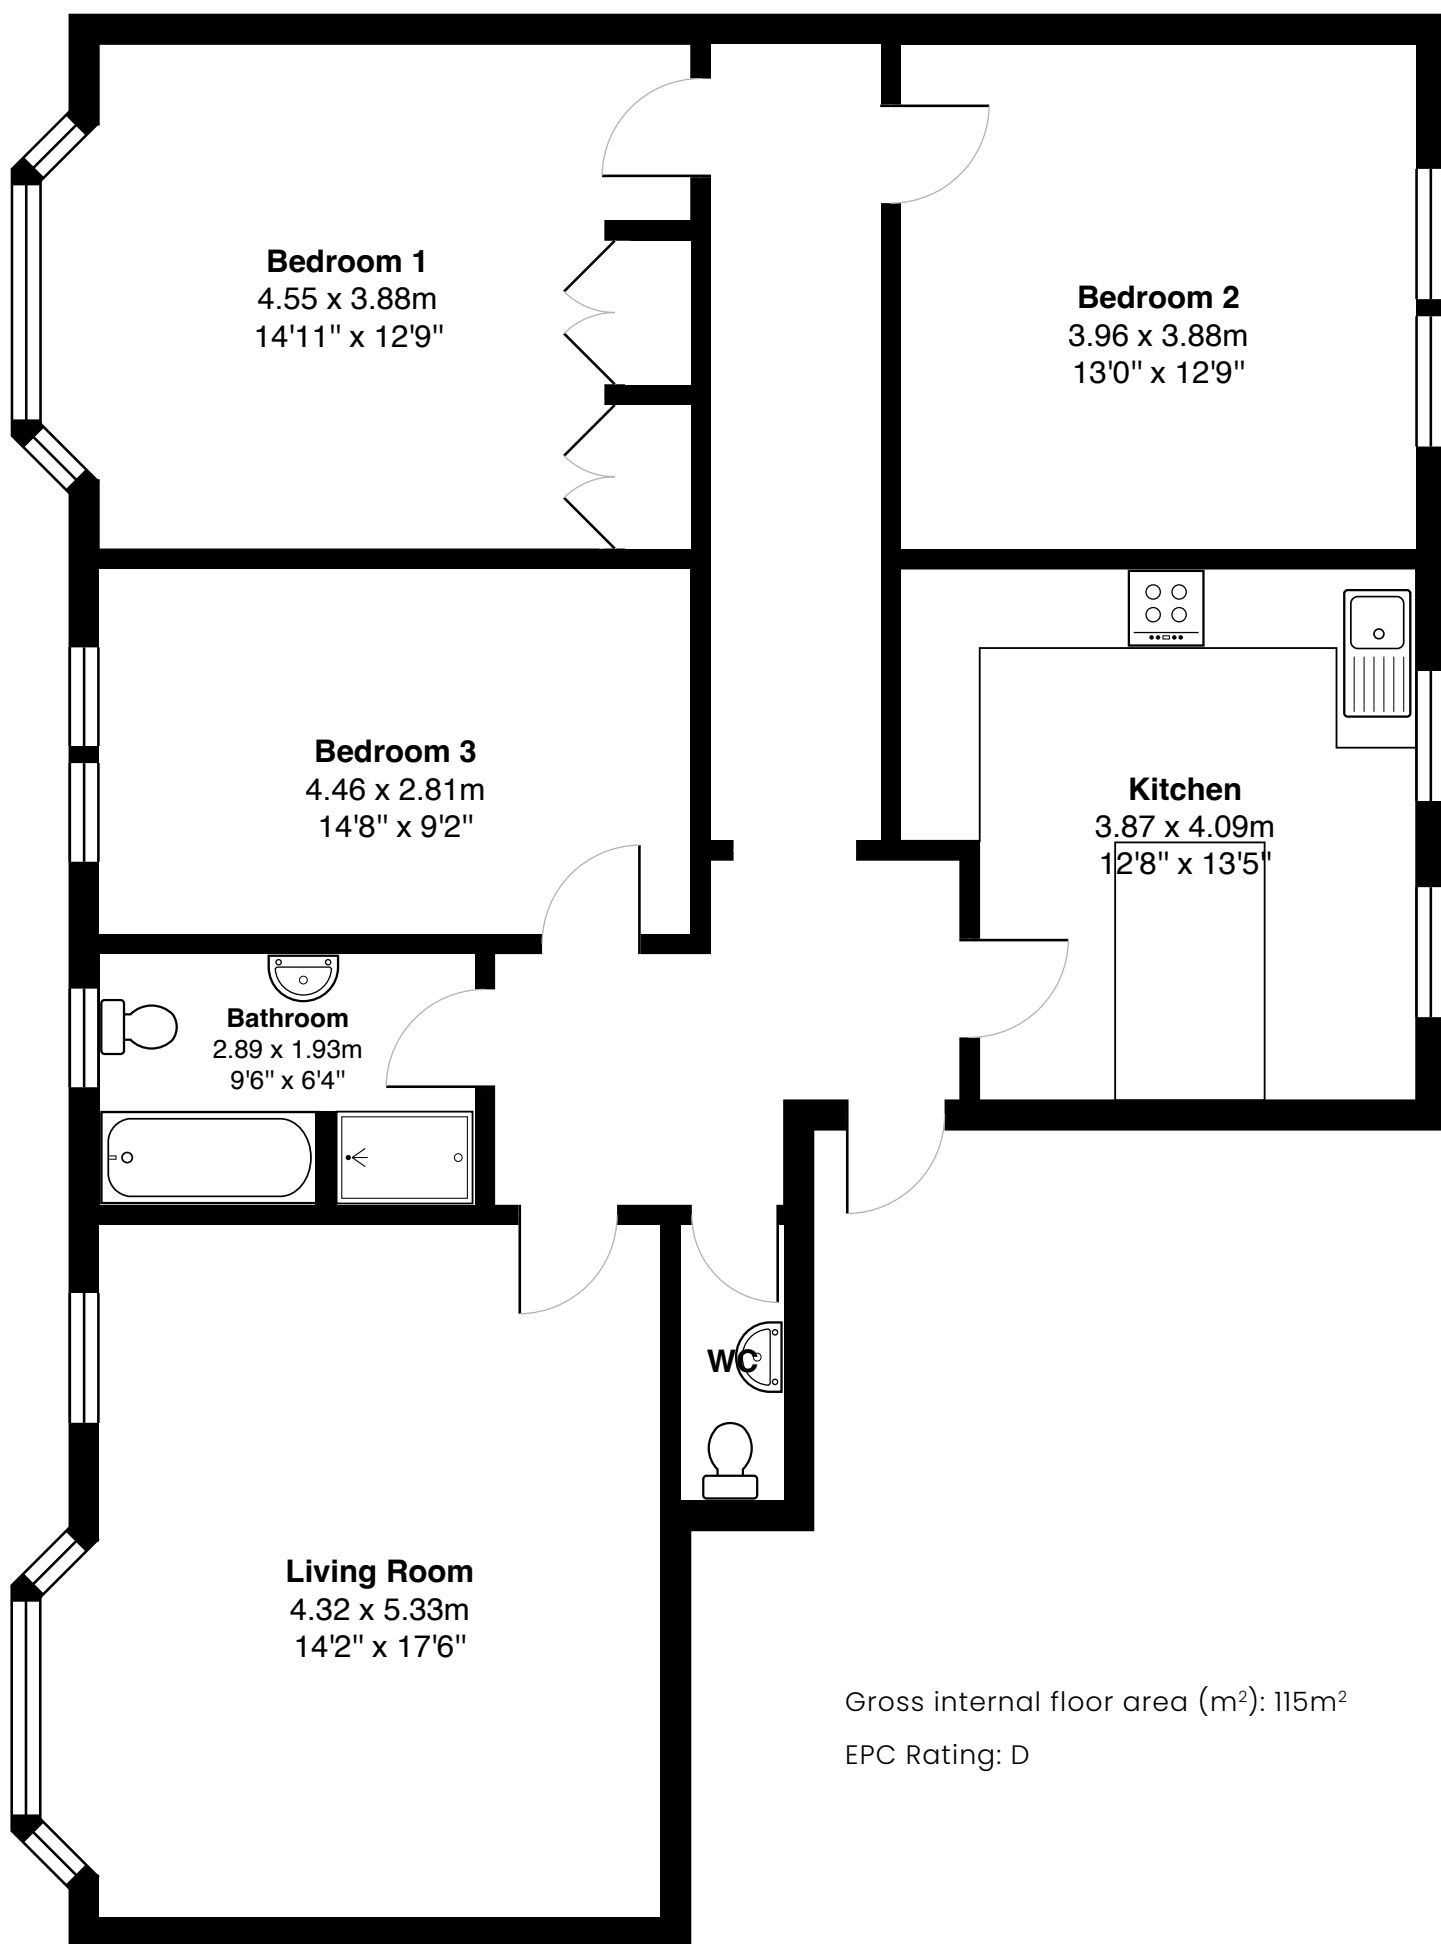 Bedroom 1
4.55 x 3.88m
14'11" x 12'9"
Bedroom 2
3.96 x 3.88m
13'0" x 12'9"
Bedroom 3
4.46 x 2.81m
14'8" x 9'2"
Kitchen
3.87 x 4.09m
12'8" x 13'5"
Bathroom
2.89 x 1.93m
9'6" x 6'4"
WC
Living Room
4.32 x 5.33m
14'2" x 17'6"
Gross internal floor area (m²): 115m²
EPC Rating: D